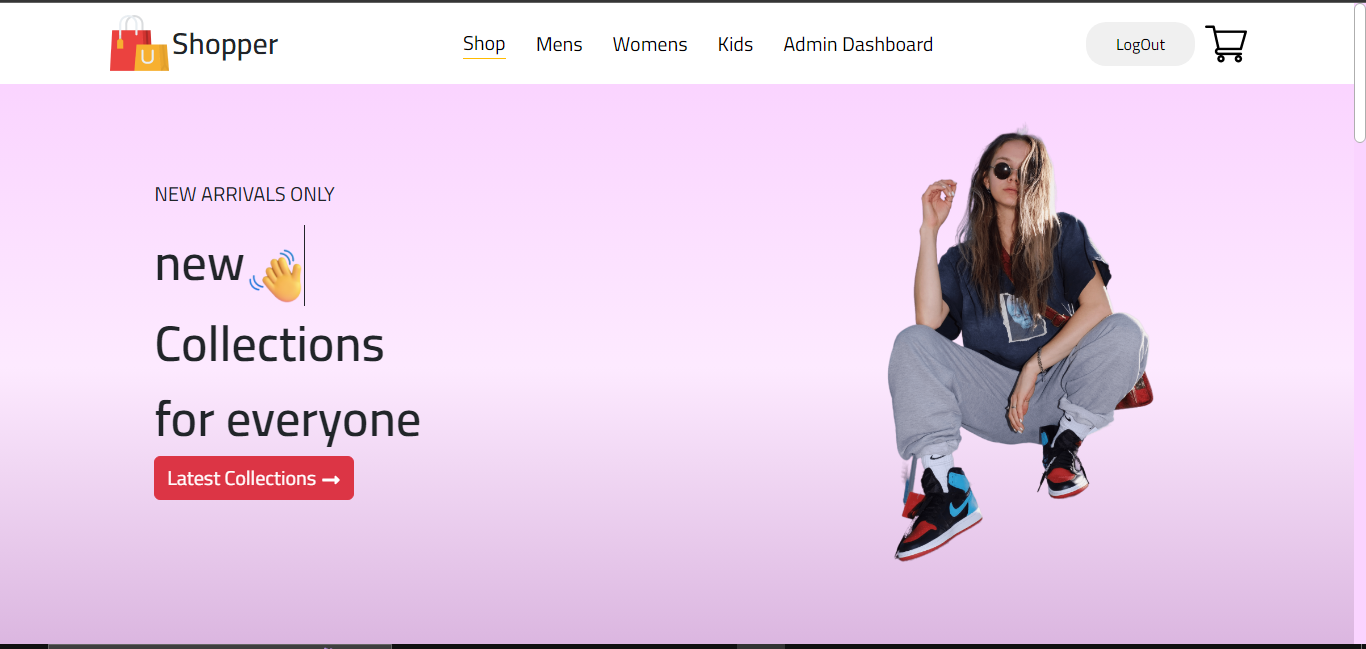 Shopper
Shop Mens Womens Kids Admin Dashboard
LogOut
NEW ARRIVALS ONLY
new 👋
Collections
for everyone
Latest Collections →